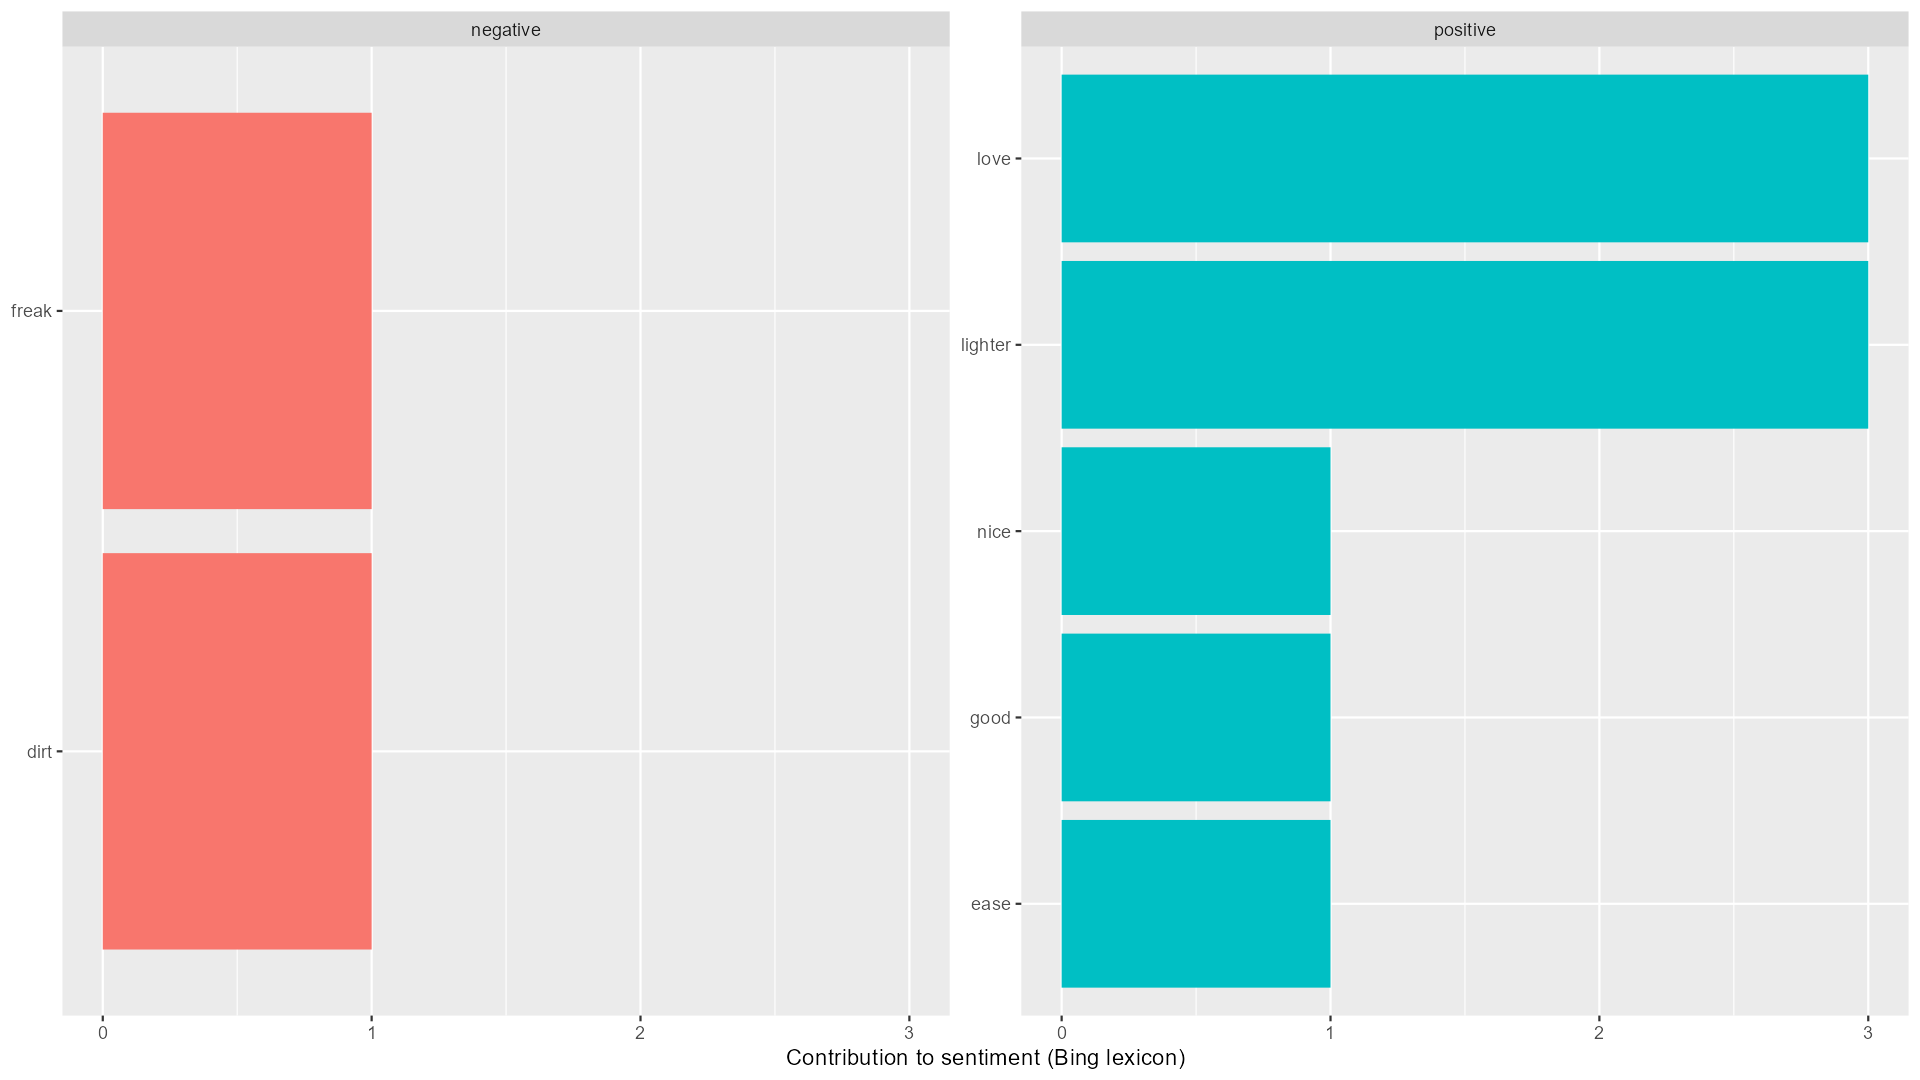 negative
positive
freak
dirt
love
lighter
nice
good
ease
0 1 2 3
0 1 2 3
Contribution to sentiment (Bing lexicon)